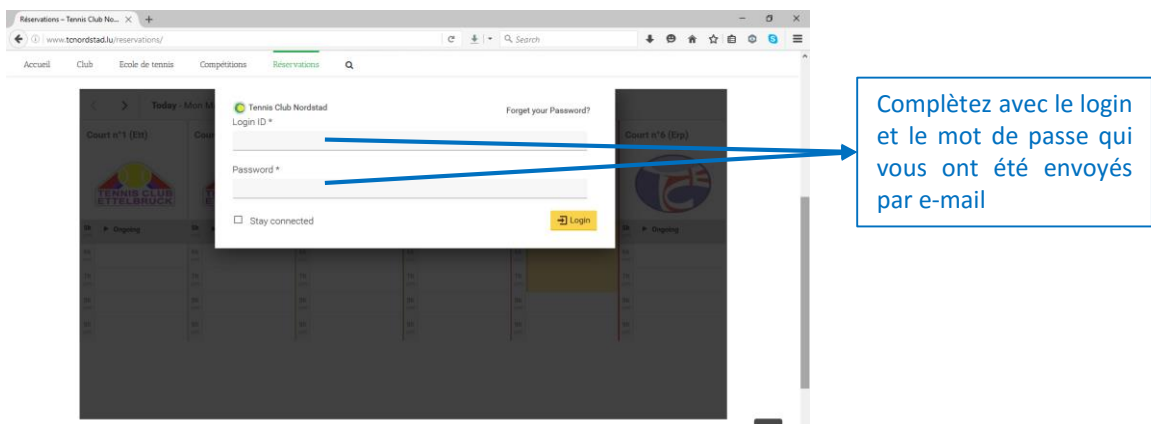 Réservations – Tennis Club No...
www.tcnordstad.lu/reservations/
Search
Accueil Club Ecole de tennis Compétitions Réservations
Today - Mon M
Tennis Club Nordstad
Forget your Password?
Login ID *
Court n°1 (Ett) Cour Court n°6 (Erp)
Password *
TENNIS CLUB
ETTELBRUCK
Stay connected
Login
Ongoing Ongoing
Complètez avec le login
et le mot de passe qui
vous ont été envoyés
par e-mail